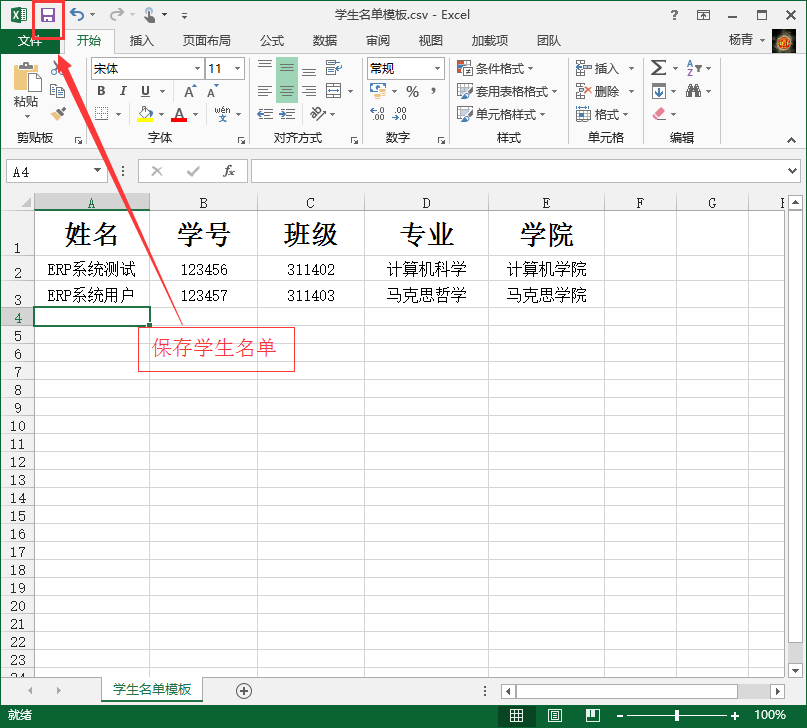 学生名单模板.csv - Excel
?
文件 开始 插入 页面布局 公式 数据 审阅 视图 加载项 团队 杨青
粘贴
宋体 11
B I U A A
A wén 文
剪贴板 字体 对齐方式 数字 样式 单元格 编辑
常规
% ,
条件格式
套用表格格式
单元格样式
插入
删除
格式
A4 fx
A B C D E F G H
1 姓名 学号 班级 专业 学院
2 ERP系统测试 123456 311402 计算机科学 计算机学院
3 ERP系统用户 123457 311403 马克思哲学 马克思学院
4
保存学生名单
5
6
7
8
9
10
11
12
13
14
15
16
17
18
19
20
21
22
23
24
学生名单模板
就绪 100%